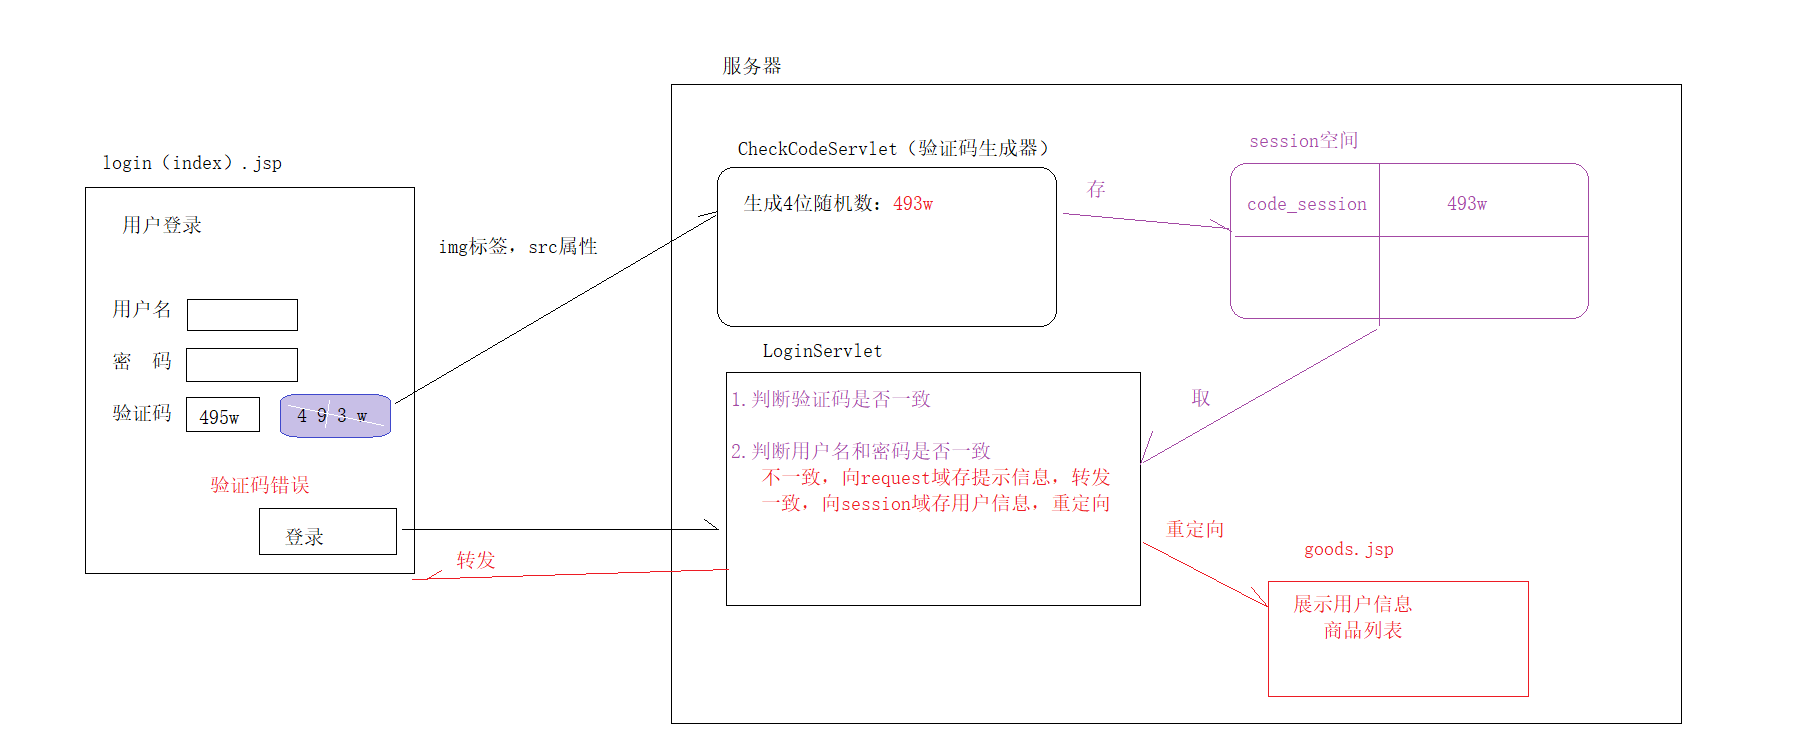 服务器
login（index）.jsp
用户登录
用户名
密 码
验证码
495w
4 9 3 w
验证码错误
登录
img标签，src属性
转发
CheckCodeServlet（验证码生成器）
生成4位随机数：493w
存
session空间
code_session
493w
取
LoginServlet
1.判断验证码是否一致
2.判断用户名和密码是否一致
不一致，向request域存提示信息，转发
一致，向session域存用户信息，重定向
重定向
goods.jsp
展示用户信息
商品列表